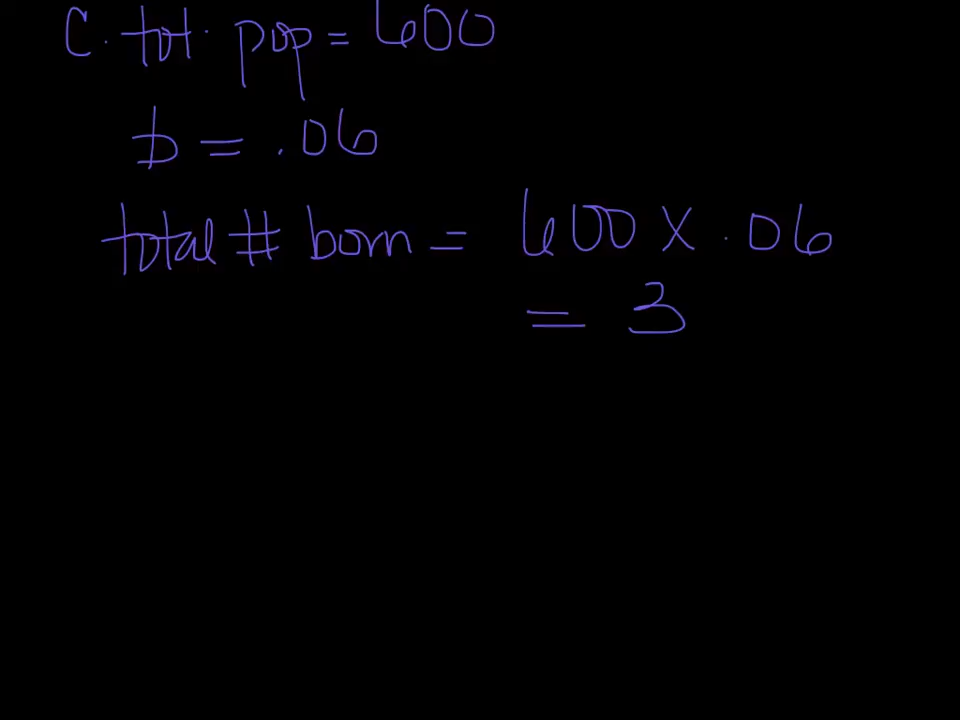 C. tot. pop = 600
b = .06
total # born = 600 x .06
= 3